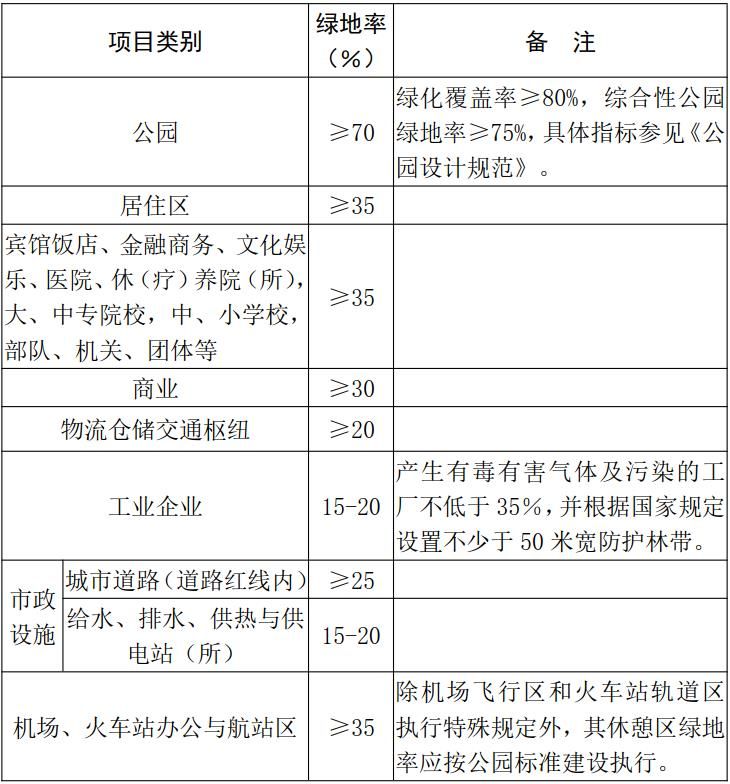 项目类别
绿地率
（%）
备 注
公园
≥70
绿化覆盖率≥80%，综合性公园
绿地率≥75%，具体指标参见《公
园设计规范》。
居住区
≥35
宾馆饭店、金融商务、文化娱
乐、医院、休（疗）养院（所），
大、中专院校，中、小学校，
部队、机关、团体等
≥35
商业
≥30
物流仓储交通枢纽
≥20
工业企业
15-20
产生有毒有害气体及污染的工
厂不低于 35%，并根据国家规定
设置不少于 50 米宽防护林带。
市政
设施
城市道路（道路红线内）
≥25
给水、排水、供热与供
电站（所）
15-20
机场、火车站办公与航站区
≥35
除机场飞行区和火车站轨道区
执行特殊规定外，其休憩区绿地
率应按公园标准建设执行。